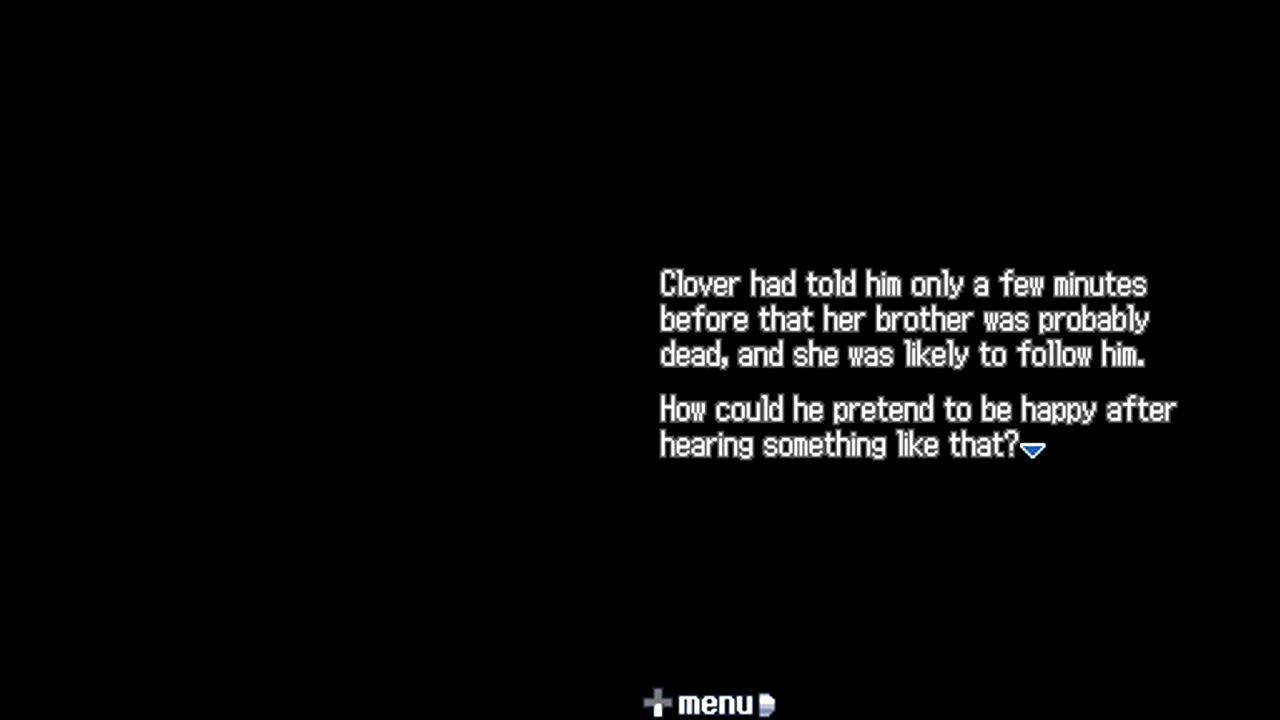 Clover had told him only a few minutes
before that her brother was probably
dead, and she was likely to follow him.
How could he pretend to be happy after
hearing something like that?
menu